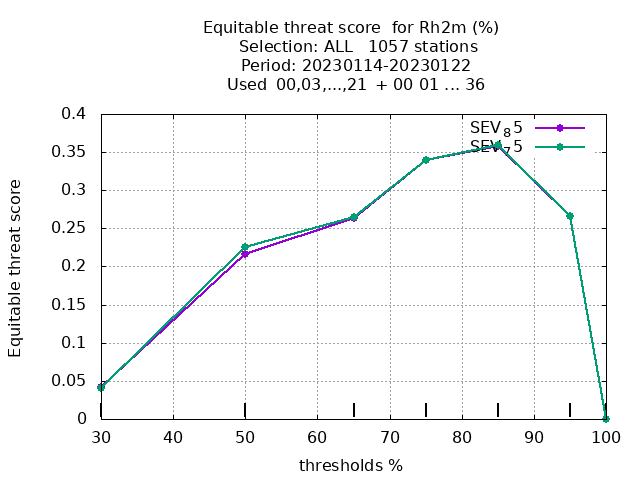 Equitable threat score  for Rh2m (%)
Selection: ALL   1057 stations
Period: 20230114-20230122
Used  00,03,...,21  + 00 01 ... 36
SEV85
SEV75
0.4
0.35
0.3
0.25
0.2
0.15
0.1
0.05
0
Equitable threat score
30 40 50 60 70 80 90 100
thresholds %